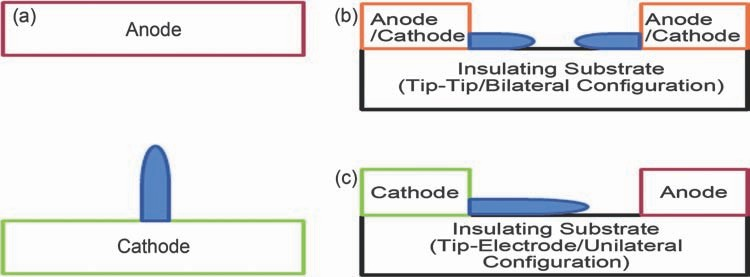 (a)
Anode
Cathode
(b)
Anode
/Cathode
Anode
/Cathode
Insulating Substrate
(Tip-Tip/Bilateral Configuration)
(c)
Cathode
Anode
Insulating Substrate
(Tip-Electrode/Unilateral
Configuration)